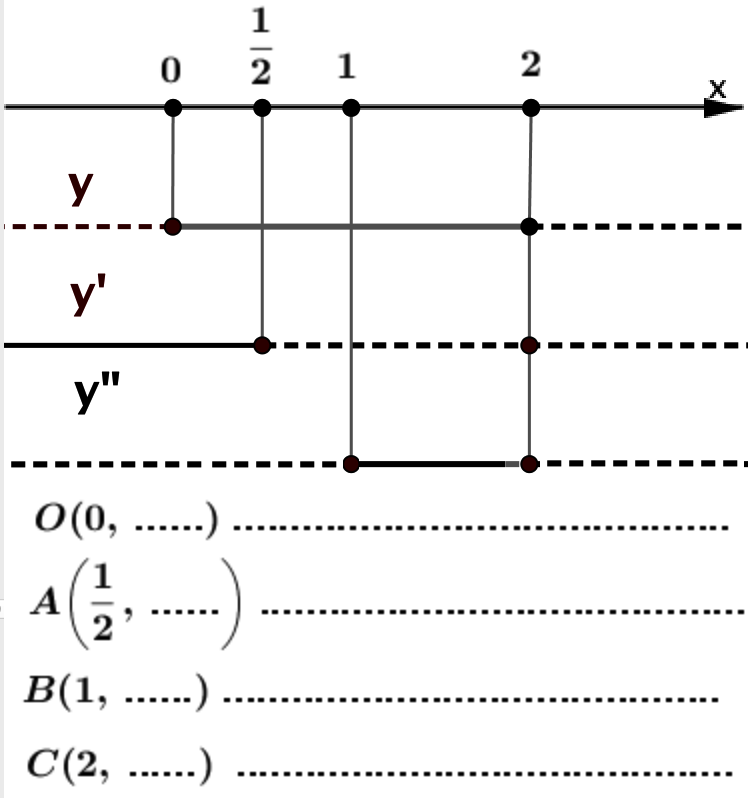 0 1/2 1 2
x
y
y'
y"
O(0, ......) ..................................................
A(1/2, ......) ..................................................
B(1, ......) ..................................................
C(2, ......) ..................................................